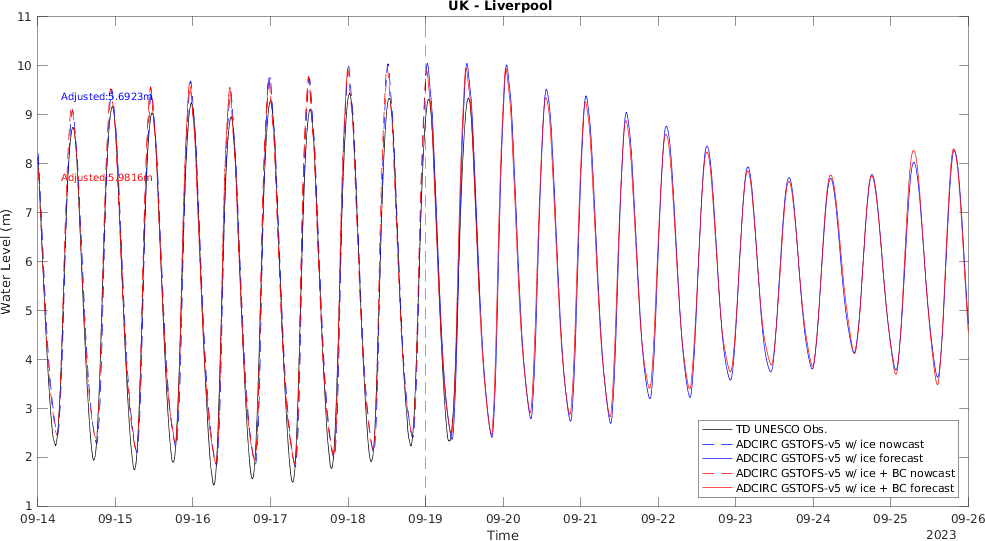 UK - Liverpool
11
10
9
8
7
6
5
4
3
2
1
Water Level (m)
Adjusted:5.6923m
Adjusted:5.9816m
TD UNESCO Obs.
ADCIRC GSTOFS-v5 w/ ice nowcast
ADCIRC GSTOFS-v5 w/ ice forecast
ADCIRC GSTOFS-v5 w/ ice + BC nowcast
ADCIRC GSTOFS-v5 w/ ice + BC forecast
09-14 09-15 09-16 09-17 09-18 09-19 09-20 09-21 09-22 09-23 09-24 09-25 09-26
Time
2023